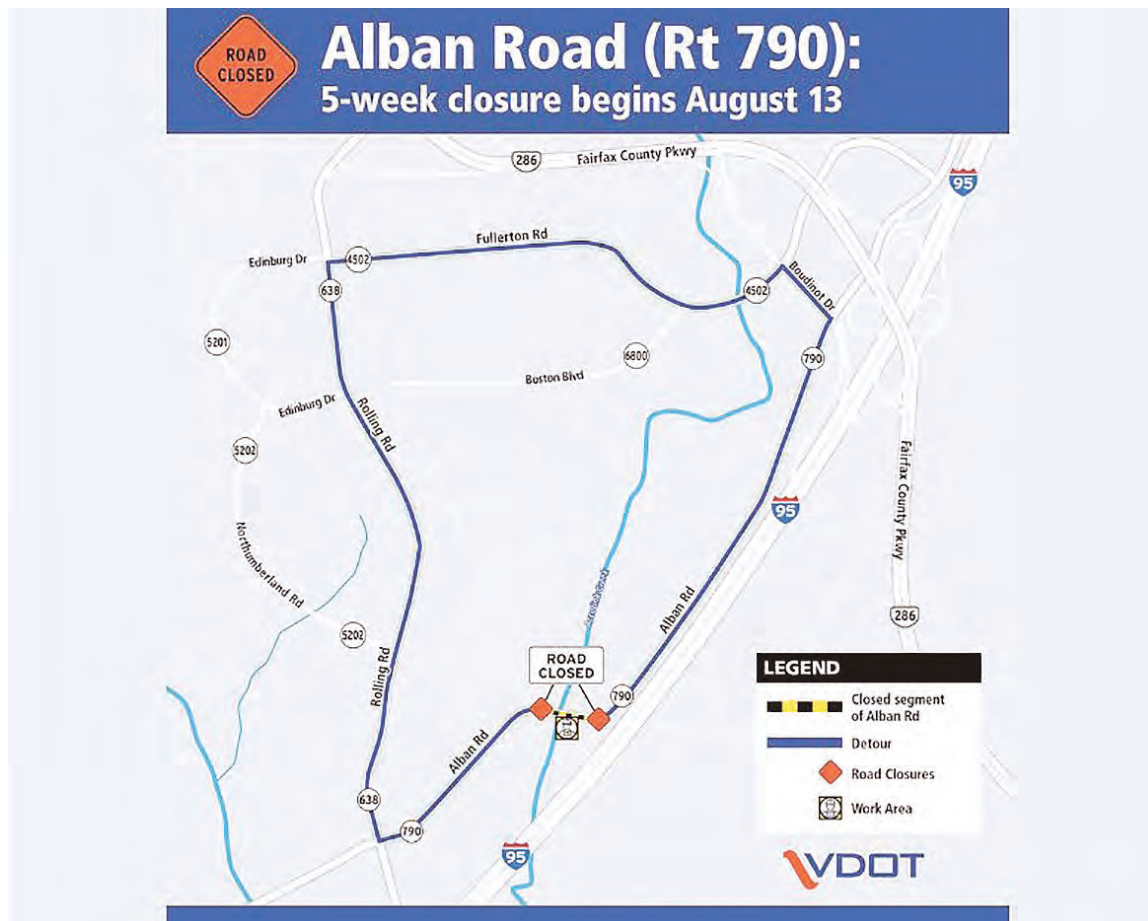 ROAD
CLOSED
Alban Road (Rt 790):
5-week closure begins August 13
286
Fairfax County Pkwy
95
Fullerton Rd
Edinburg Dr
4502
638
4502
Boudinot Dr
5201
6800
790
Boston Blvd
Edinburg Dr
Rolling Rd
5202
Fairfax County Pkwy
95
Northumberland Rd
Alban Rd
286
5202
Rolling Rd
ROAD
CLOSED
790
Alban Rd
638
790
95
LEGEND
Closed segment
of Alban Rd
Detour
Road Closures
Work Area
VDOT